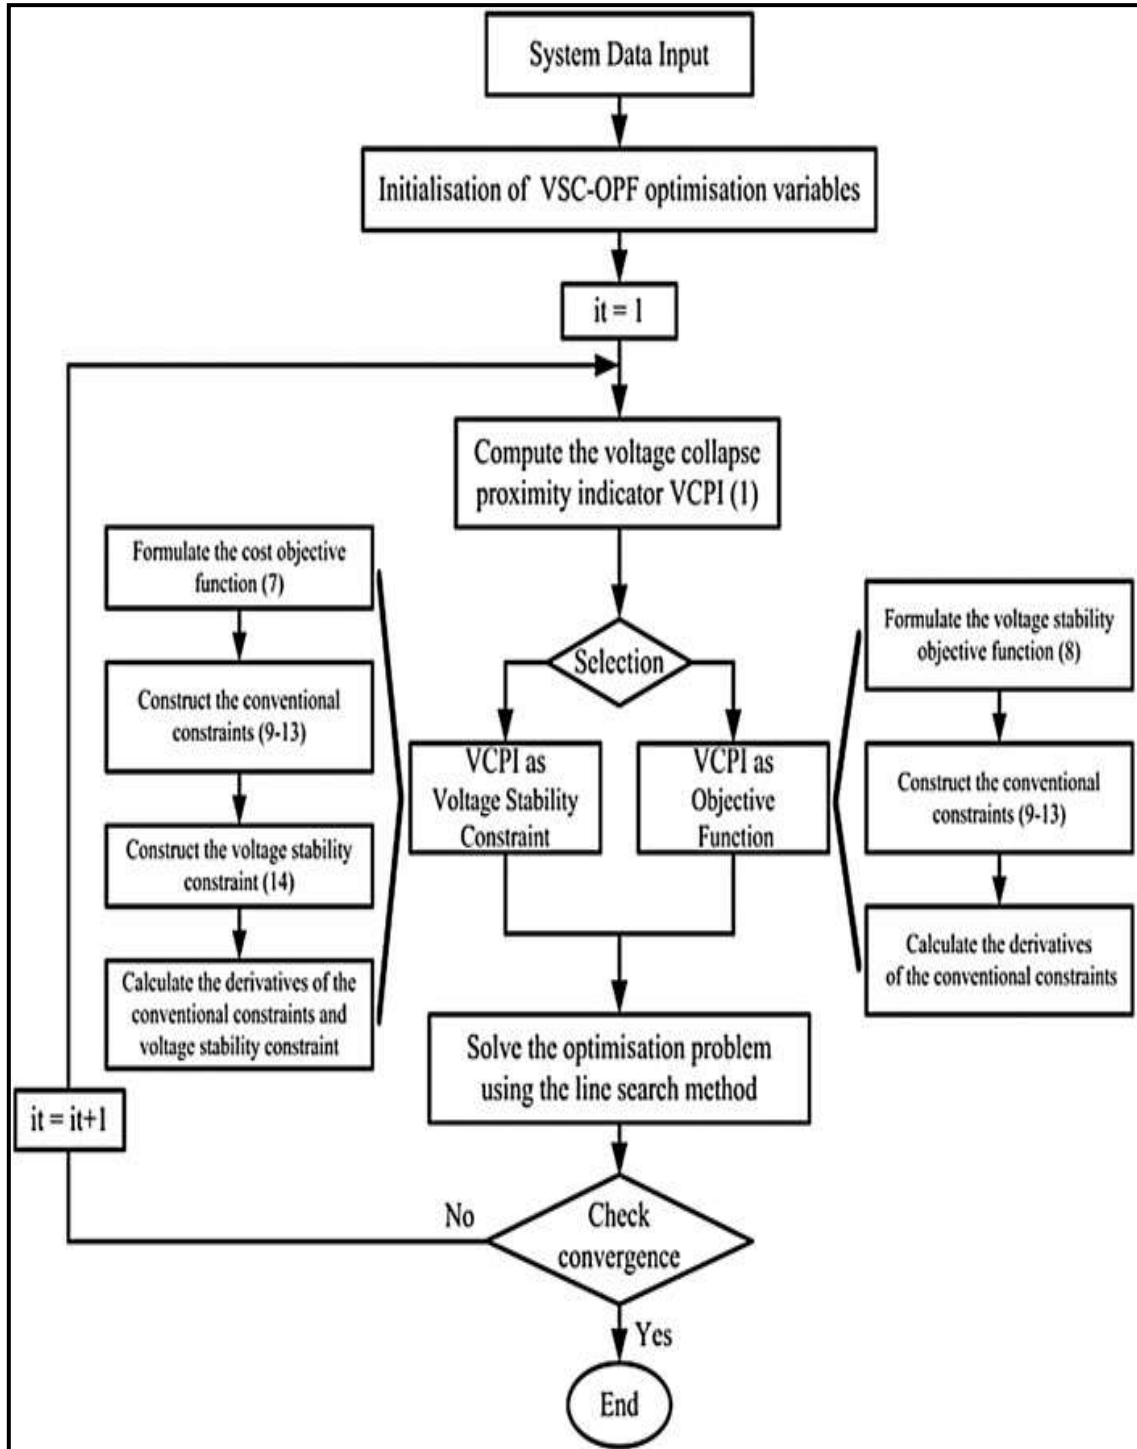 System Data Input
Initialisation of VSC-OPF optimisation variables
it = 1
Compute the voltage collapse
proximity indicator VCPI (1)
Selection
VCPI as
Voltage Stability
Constraint
VCPI as
Objective
Function
Formulate the cost objective
function (7)
Construct the conventional
constraints (9-13)
Construct the voltage stability
constraint (14)
Calculate the derivatives of the
conventional constraints and
voltage stability constraint
Formulate the voltage stability
objective function (8)
Construct the conventional
constraints (9-13)
Calculate the derivatives
of the conventional constraints
Solve the optimisation problem
using the line search method
it = it+1
No
Check
convergence
Yes
End